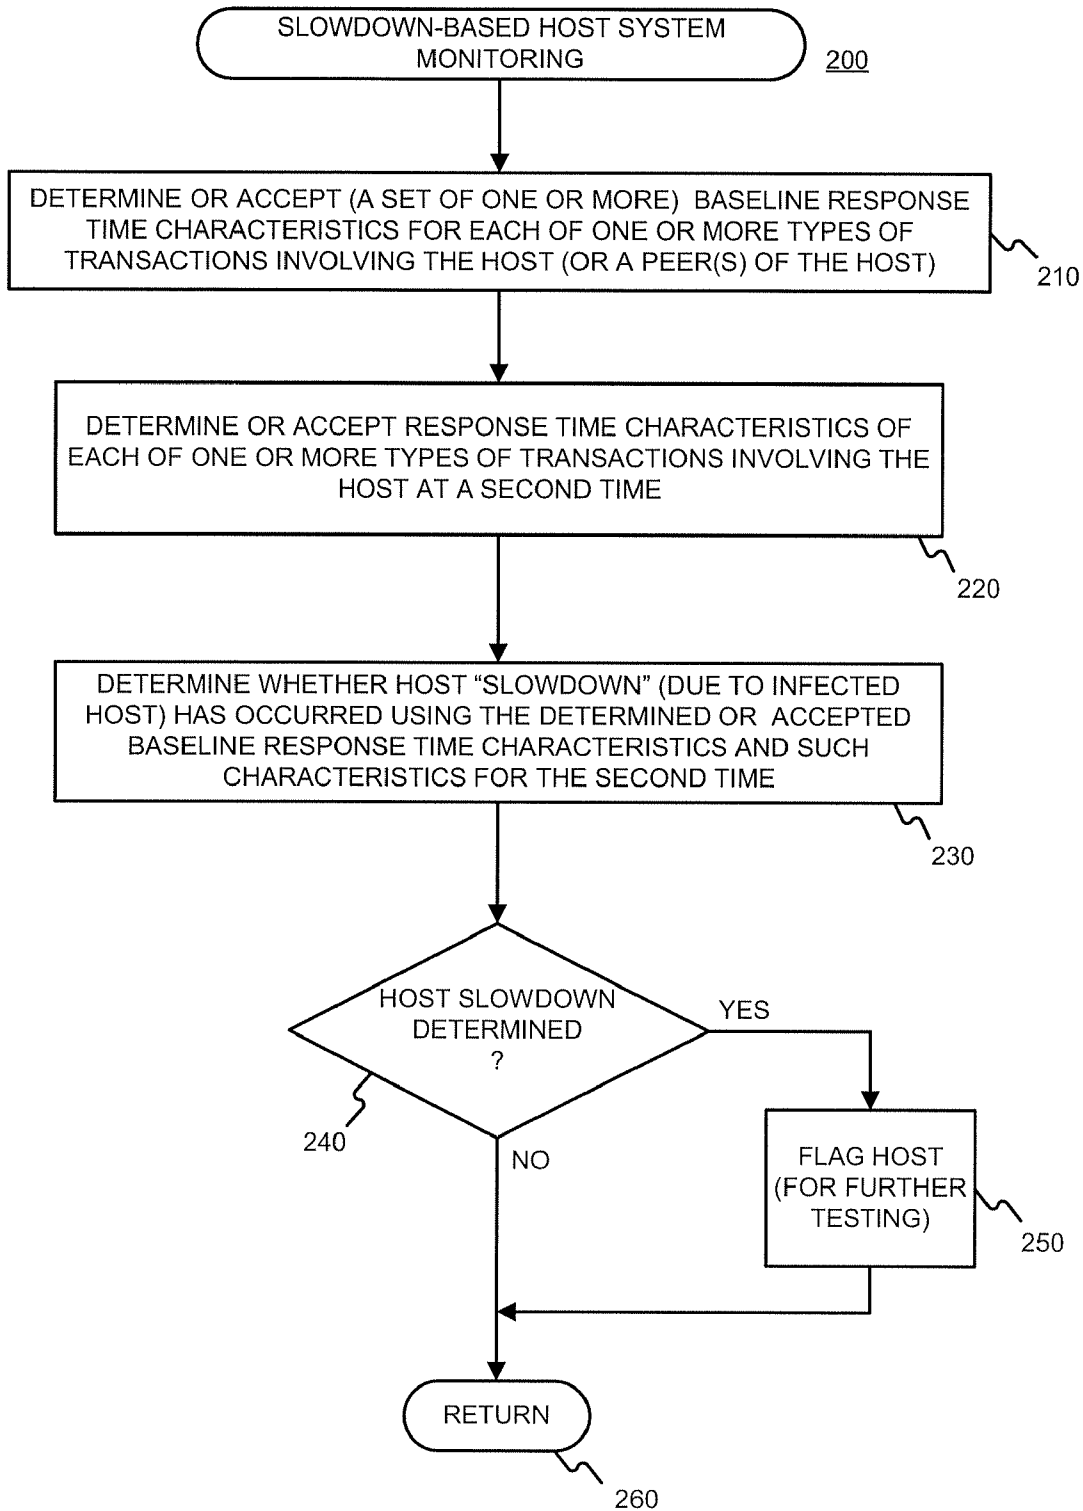 SLOWDOWN-BASED HOST SYSTEM
MONITORING
200
DETERMINE OR ACCEPT (A SET OF ONE OR MORE) BASELINE RESPONSE
TIME CHARACTERISTICS FOR EACH OF ONE OR MORE TYPES OF
TRANSACTIONS INVOLVING THE HOST (OR A PEER(S) OF THE HOST)
210
DETERMINE OR ACCEPT RESPONSE TIME CHARACTERISTICS OF
EACH OF ONE OR MORE TYPES OF TRANSACTIONS INVOLVING THE
HOST AT A SECOND TIME
220
DETERMINE WHETHER HOST “SLOWDOWN” (DUE TO INFECTED
HOST) HAS OCCURRED USING THE DETERMINED OR ACCEPTED
BASELINE RESPONSE TIME CHARACTERISTICS AND SUCH
CHARACTERISTICS FOR THE SECOND TIME
230
HOST SLOWDOWN
DETERMINED
?
YES
240
NO
FLAG HOST
(FOR FURTHER
TESTING)
250
RETURN
260